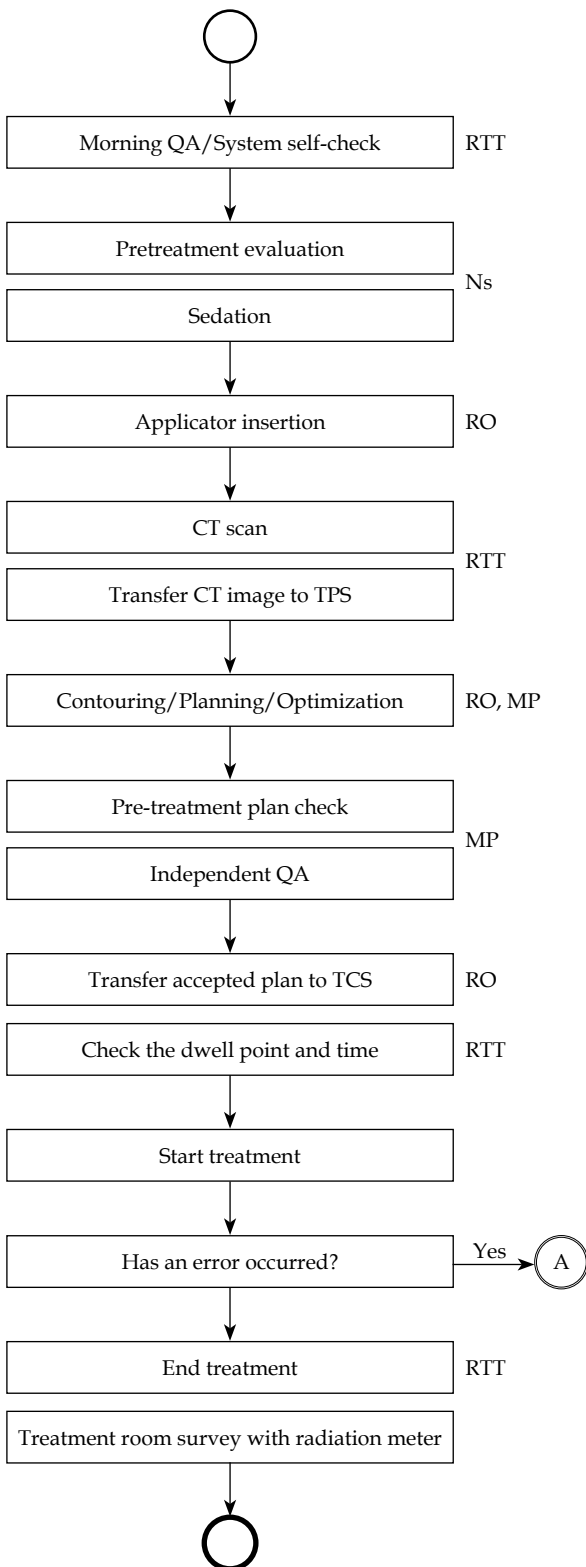 Morning QA/System self-check RTT
Pretreatment evaluation
Ns
Sedation
Applicator insertion RO
CT scan
RTT
Transfer CT image to TPS
Contouring/Planning/Optimization RO, MP
Pre-treatment plan check
MP
Independent QA
Transfer accepted plan to TCS RO
Check the dwell point and time RTT
Start treatment
Yes
Has an error occurred? A
End treatment RTT
Treatment room survey with radiation meter